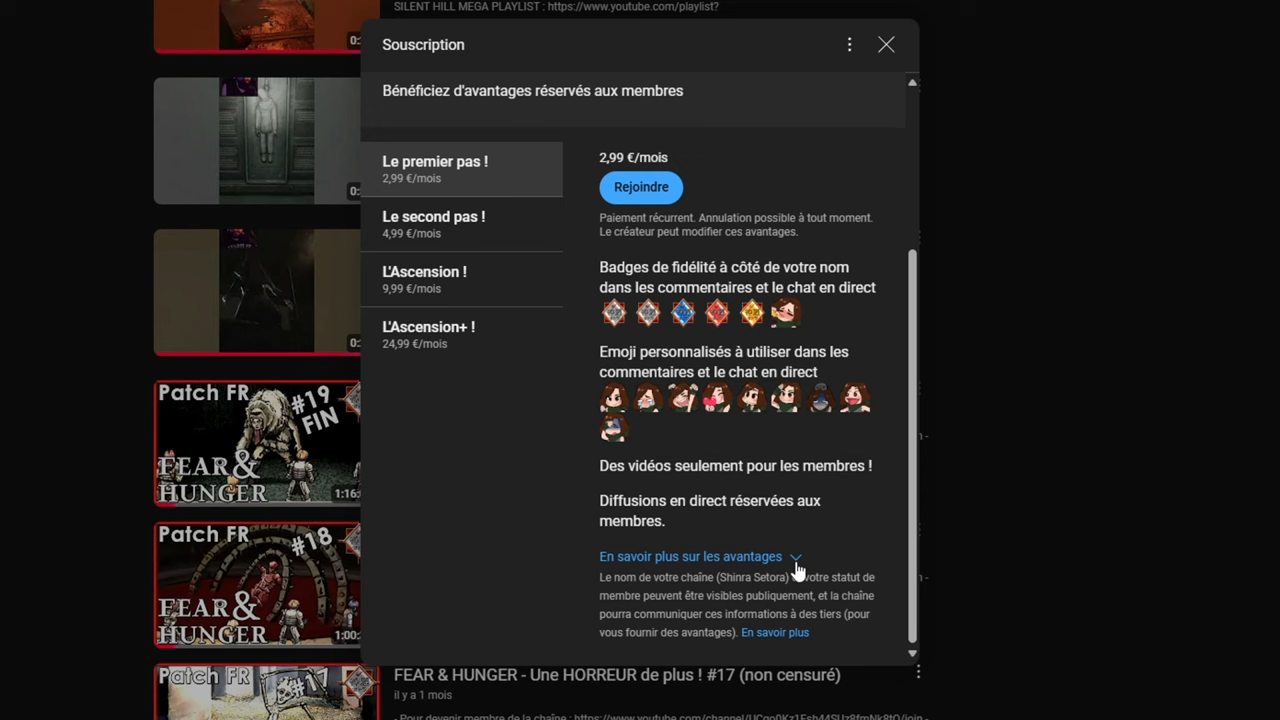 SILENT HILL MEGA PLAYLIST : https://www.youtube.com/playlist?
Souscription
Bénéficiez d'avantages réservés aux membres
Le premier pas !
2,99 €/mois
Le second pas !
4,99 €/mois
L'Ascension !
9,99 €/mois
L'Ascension+ !
24,99 €/mois
2,99 €/mois
Rejoindre
Paiement récurrent. Annulation possible à tout moment.
Le créateur peut modifier ces avantages.
Badges de fidélité à côté de votre nom
dans les commentaires et le chat en direct
Emoji personnalisés à utiliser dans les
commentaires et le chat en direct
Des vidéos seulement pour les membres !
Diffusions en direct réservées aux
membres.
En savoir plus sur les avantages
Le nom de votre chaîne (Shinra Setora) votre statut de
membre peuvent être visibles publiquement, et la chaîne
pourra communiquer ces informations à des tiers (pour
vous fournir des avantages). En savoir plus
Patch FR
#19
FIN
FEAR &
HUNGER
1:16:
Patch FR
#18
FEAR &
HUNGER
1:00:
Patch FR
#17
FEAR & HUNGER - Une HORREUR de plus ! #17 (non censuré)
il y a 1 mois
- Pour devenir membre de la chaîne :